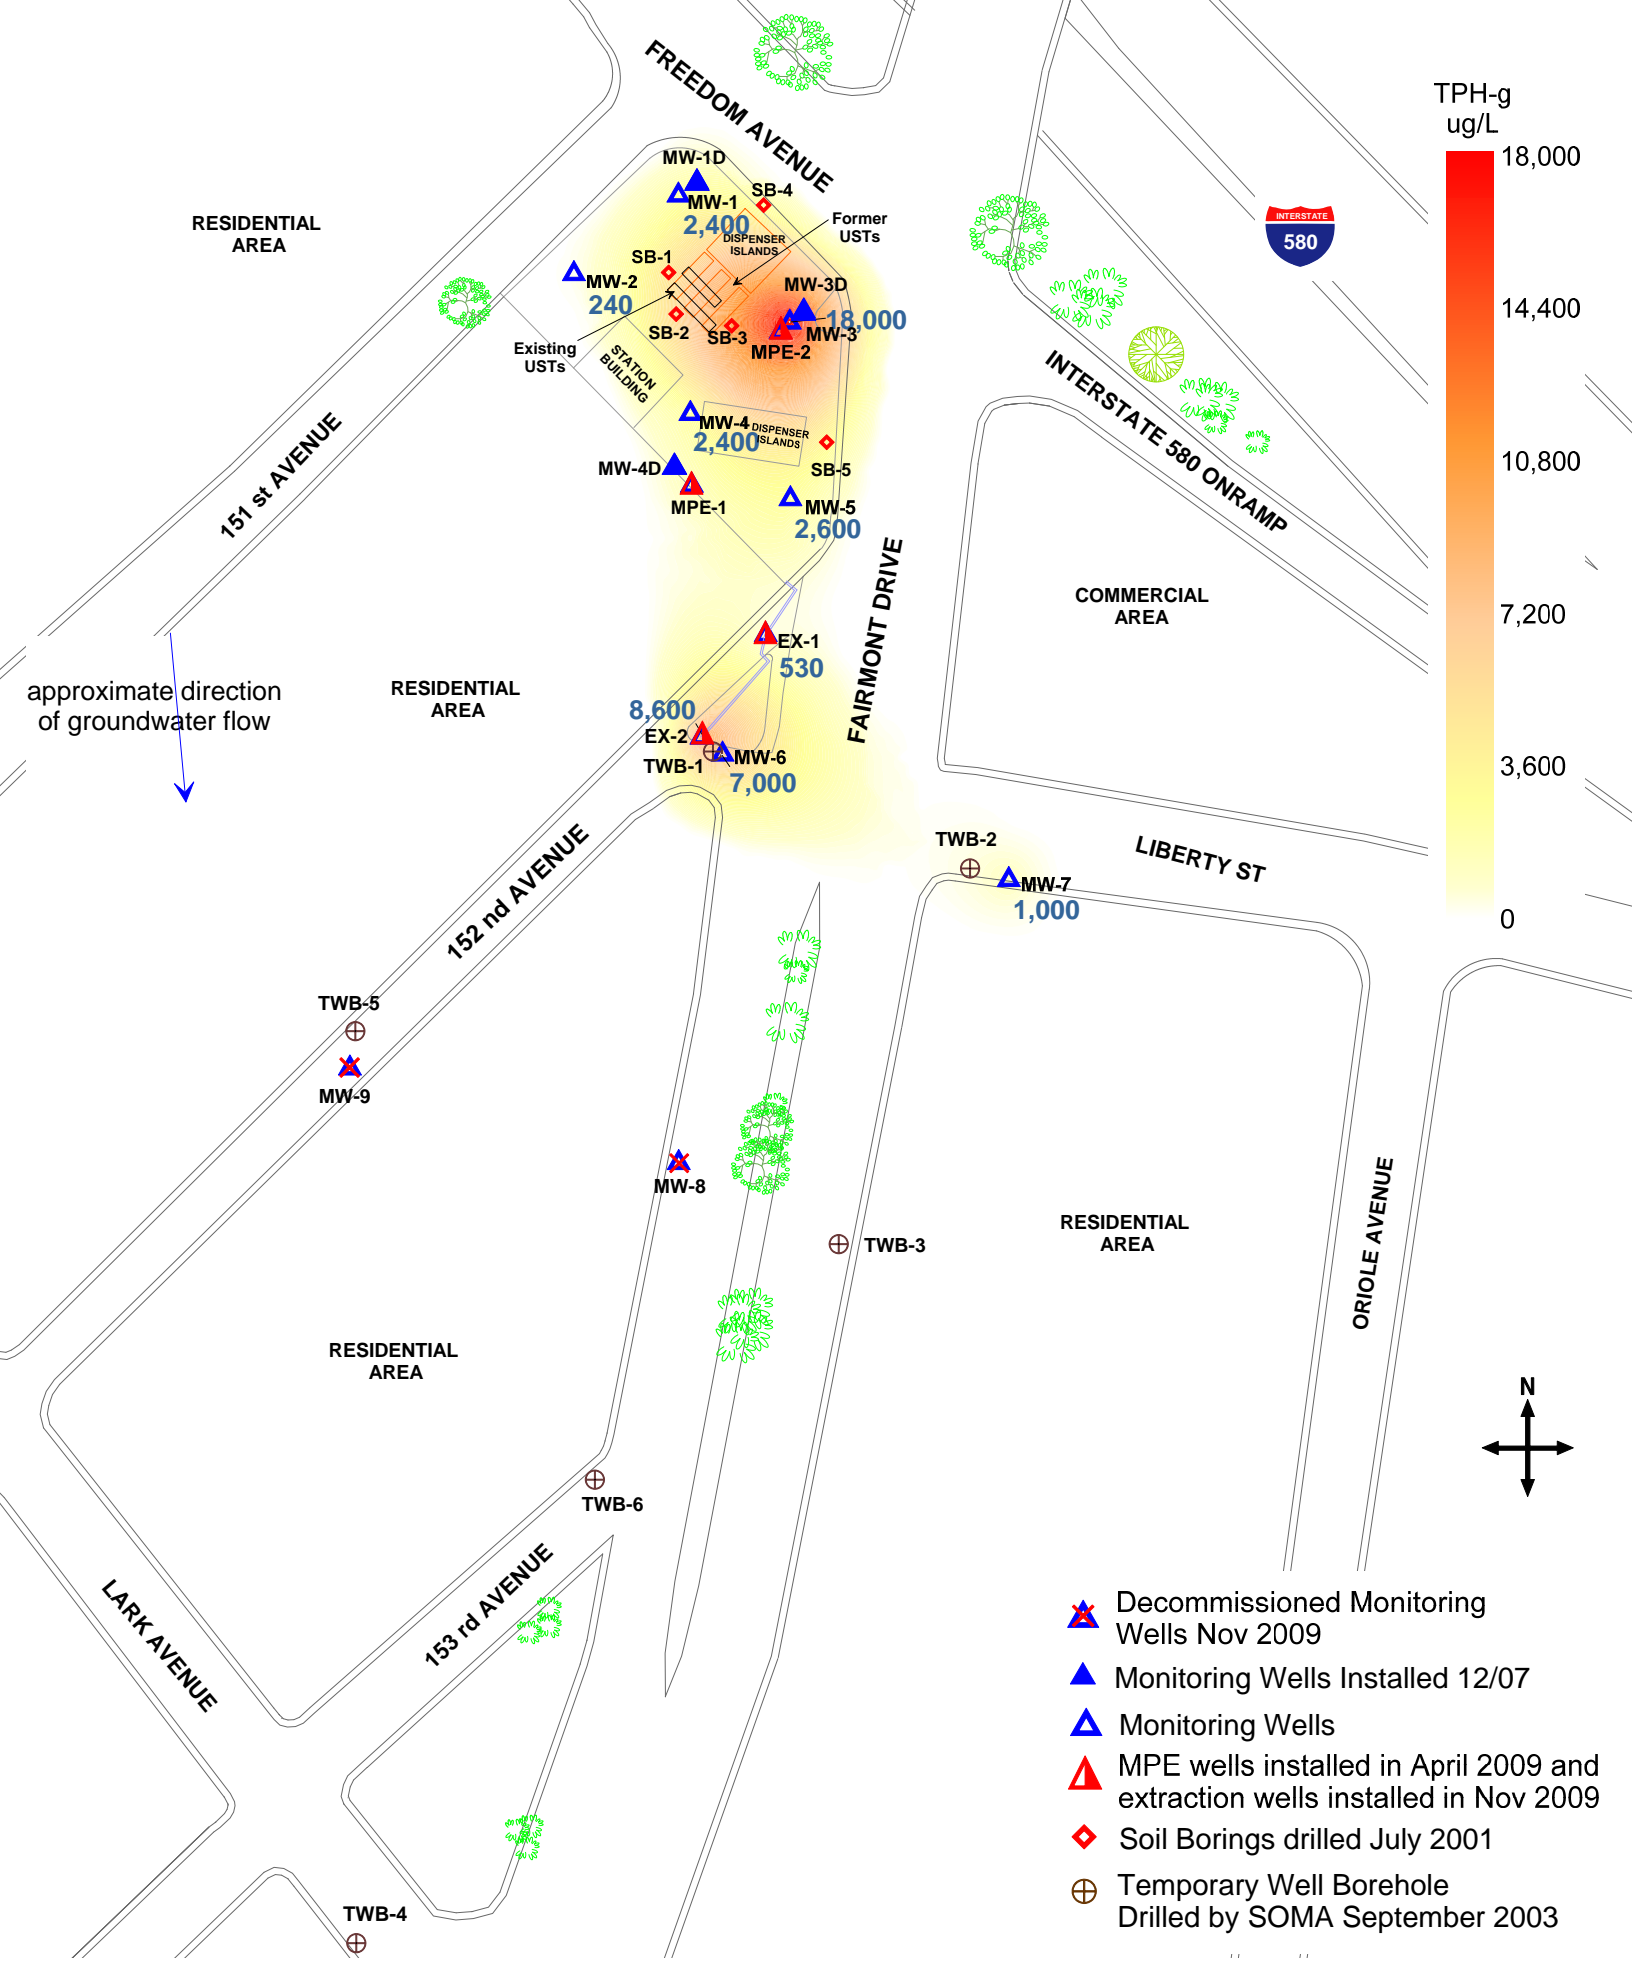 FREEDOM AVENUE
TPH-g
ug/L
18,000
14,400
10,800
7,200
3,600
0
MW-1D
MW-1
2,400
SB-4
DISPENSER
ISLANDS
Former
USTs
RESIDENTIAL
AREA
INTERSTATE
580
SB-1
MW-2
240
MW-3D
18,000
MW-3
SB-2
SB-3
MPE-2
Existing
USTs
STATION
BUILDING
MW-4
2,400
DISPENSER
ISLANDS
SB-5
MW-4D
MPE-1
MW-5
2,600
151 st AVENUE
INTERSTATE 580 ONRAMP
FAIRMONT DRIVE
COMMERCIAL
AREA
EX-1
530
approximate direction
of groundwater flow
RESIDENTIAL
AREA
8,600
EX-2
TWB-1
MW-6
7,000
TWB-2
MW-7
1,000
LIBERTY ST
152 nd AVENUE
TWB-5
MW-9
MW-8
TWB-3
RESIDENTIAL
AREA
ORIOLE AVENUE
RESIDENTIAL
AREA
N
TWB-6
153 rd AVENUE
LARK AVENUE
TWB-4
Decommissioned Monitoring
Wells Nov 2009
Monitoring Wells Installed 12/07
Monitoring Wells
MPE wells installed in April 2009 and
extraction wells installed in Nov 2009
Soil Borings drilled July 2001
Temporary Well Borehole
Drilled by SOMA September 2003